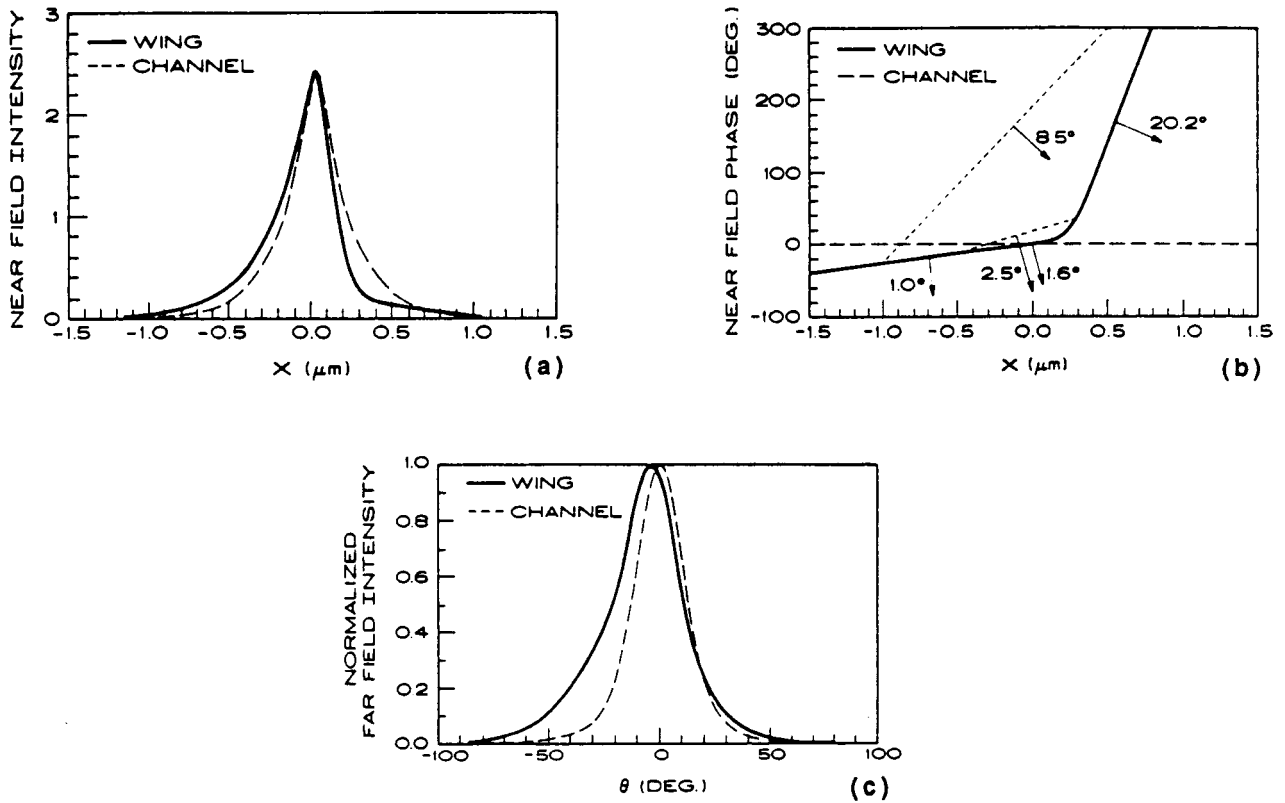 NEAR FIELD INTENSITY
3
2
1
0
WING
CHANNEL
-1.5 -1.0 -0.5 0.0 0.5 1.0 1.5
X (μm)
(a)
NEAR FIELD PHASE (DEG.)
300
200
100
0
-100
WING
CHANNEL
8.5°
20.2°
1.0°
2.5°
1.6°
-1.5 -1.0 -0.5 0.0 0.5 1.0 1.5
X (μm)
(b)
NORMALIZED
FAR FIELD INTENSITY
1.0
0.8
0.6
0.4
0.2
0.0
WING
CHANNEL
-100 -50 0 50 100
θ (DEG.)
(c)